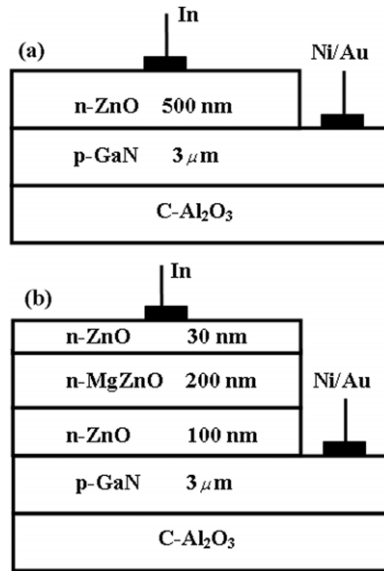 In
(a)
Ni/Au
n-ZnO 500 nm
p-GaN 3 μm
C-Al₂O₃
In
(b)
n-ZnO 30 nm
n-MgZnO 200 nm
Ni/Au
n-ZnO 100 nm
p-GaN 3 μm
C-Al₂O₃